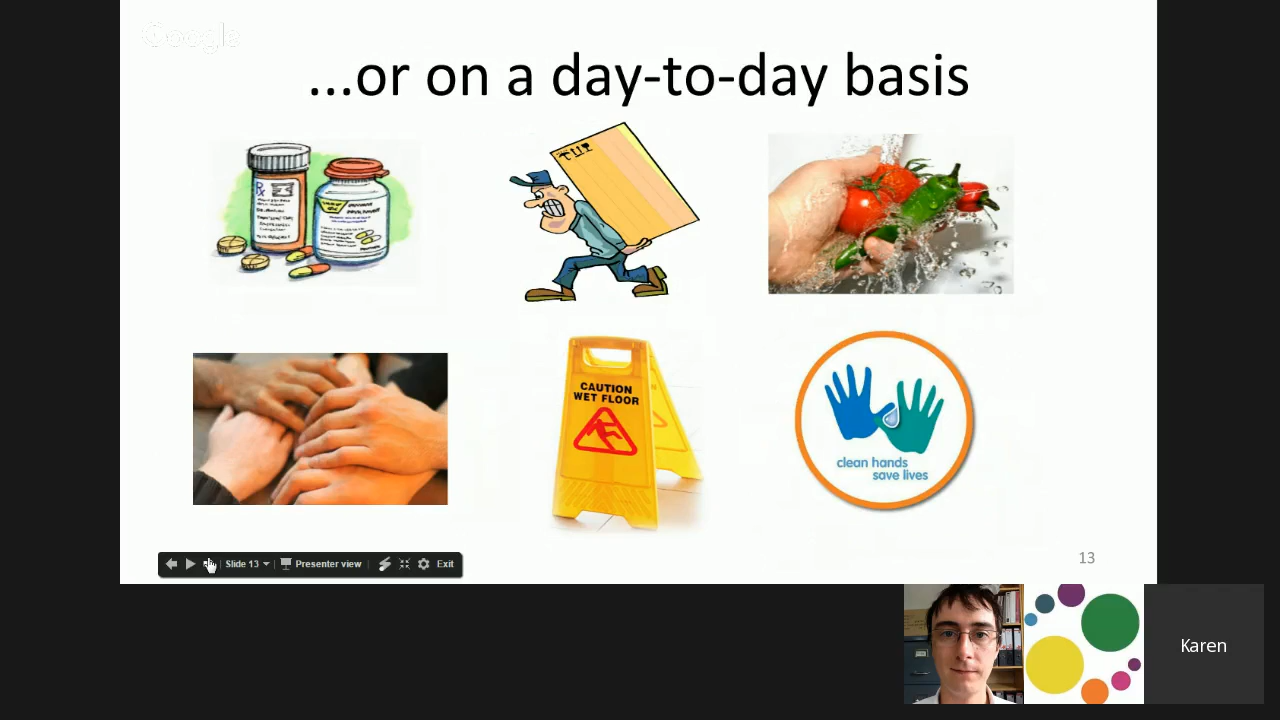 Google
...or on a day-to-day basis
Rx
CAUTION
WET FLOOR
clean hands
save lives
Slide 13
Presenter view
Exit
13
Karen